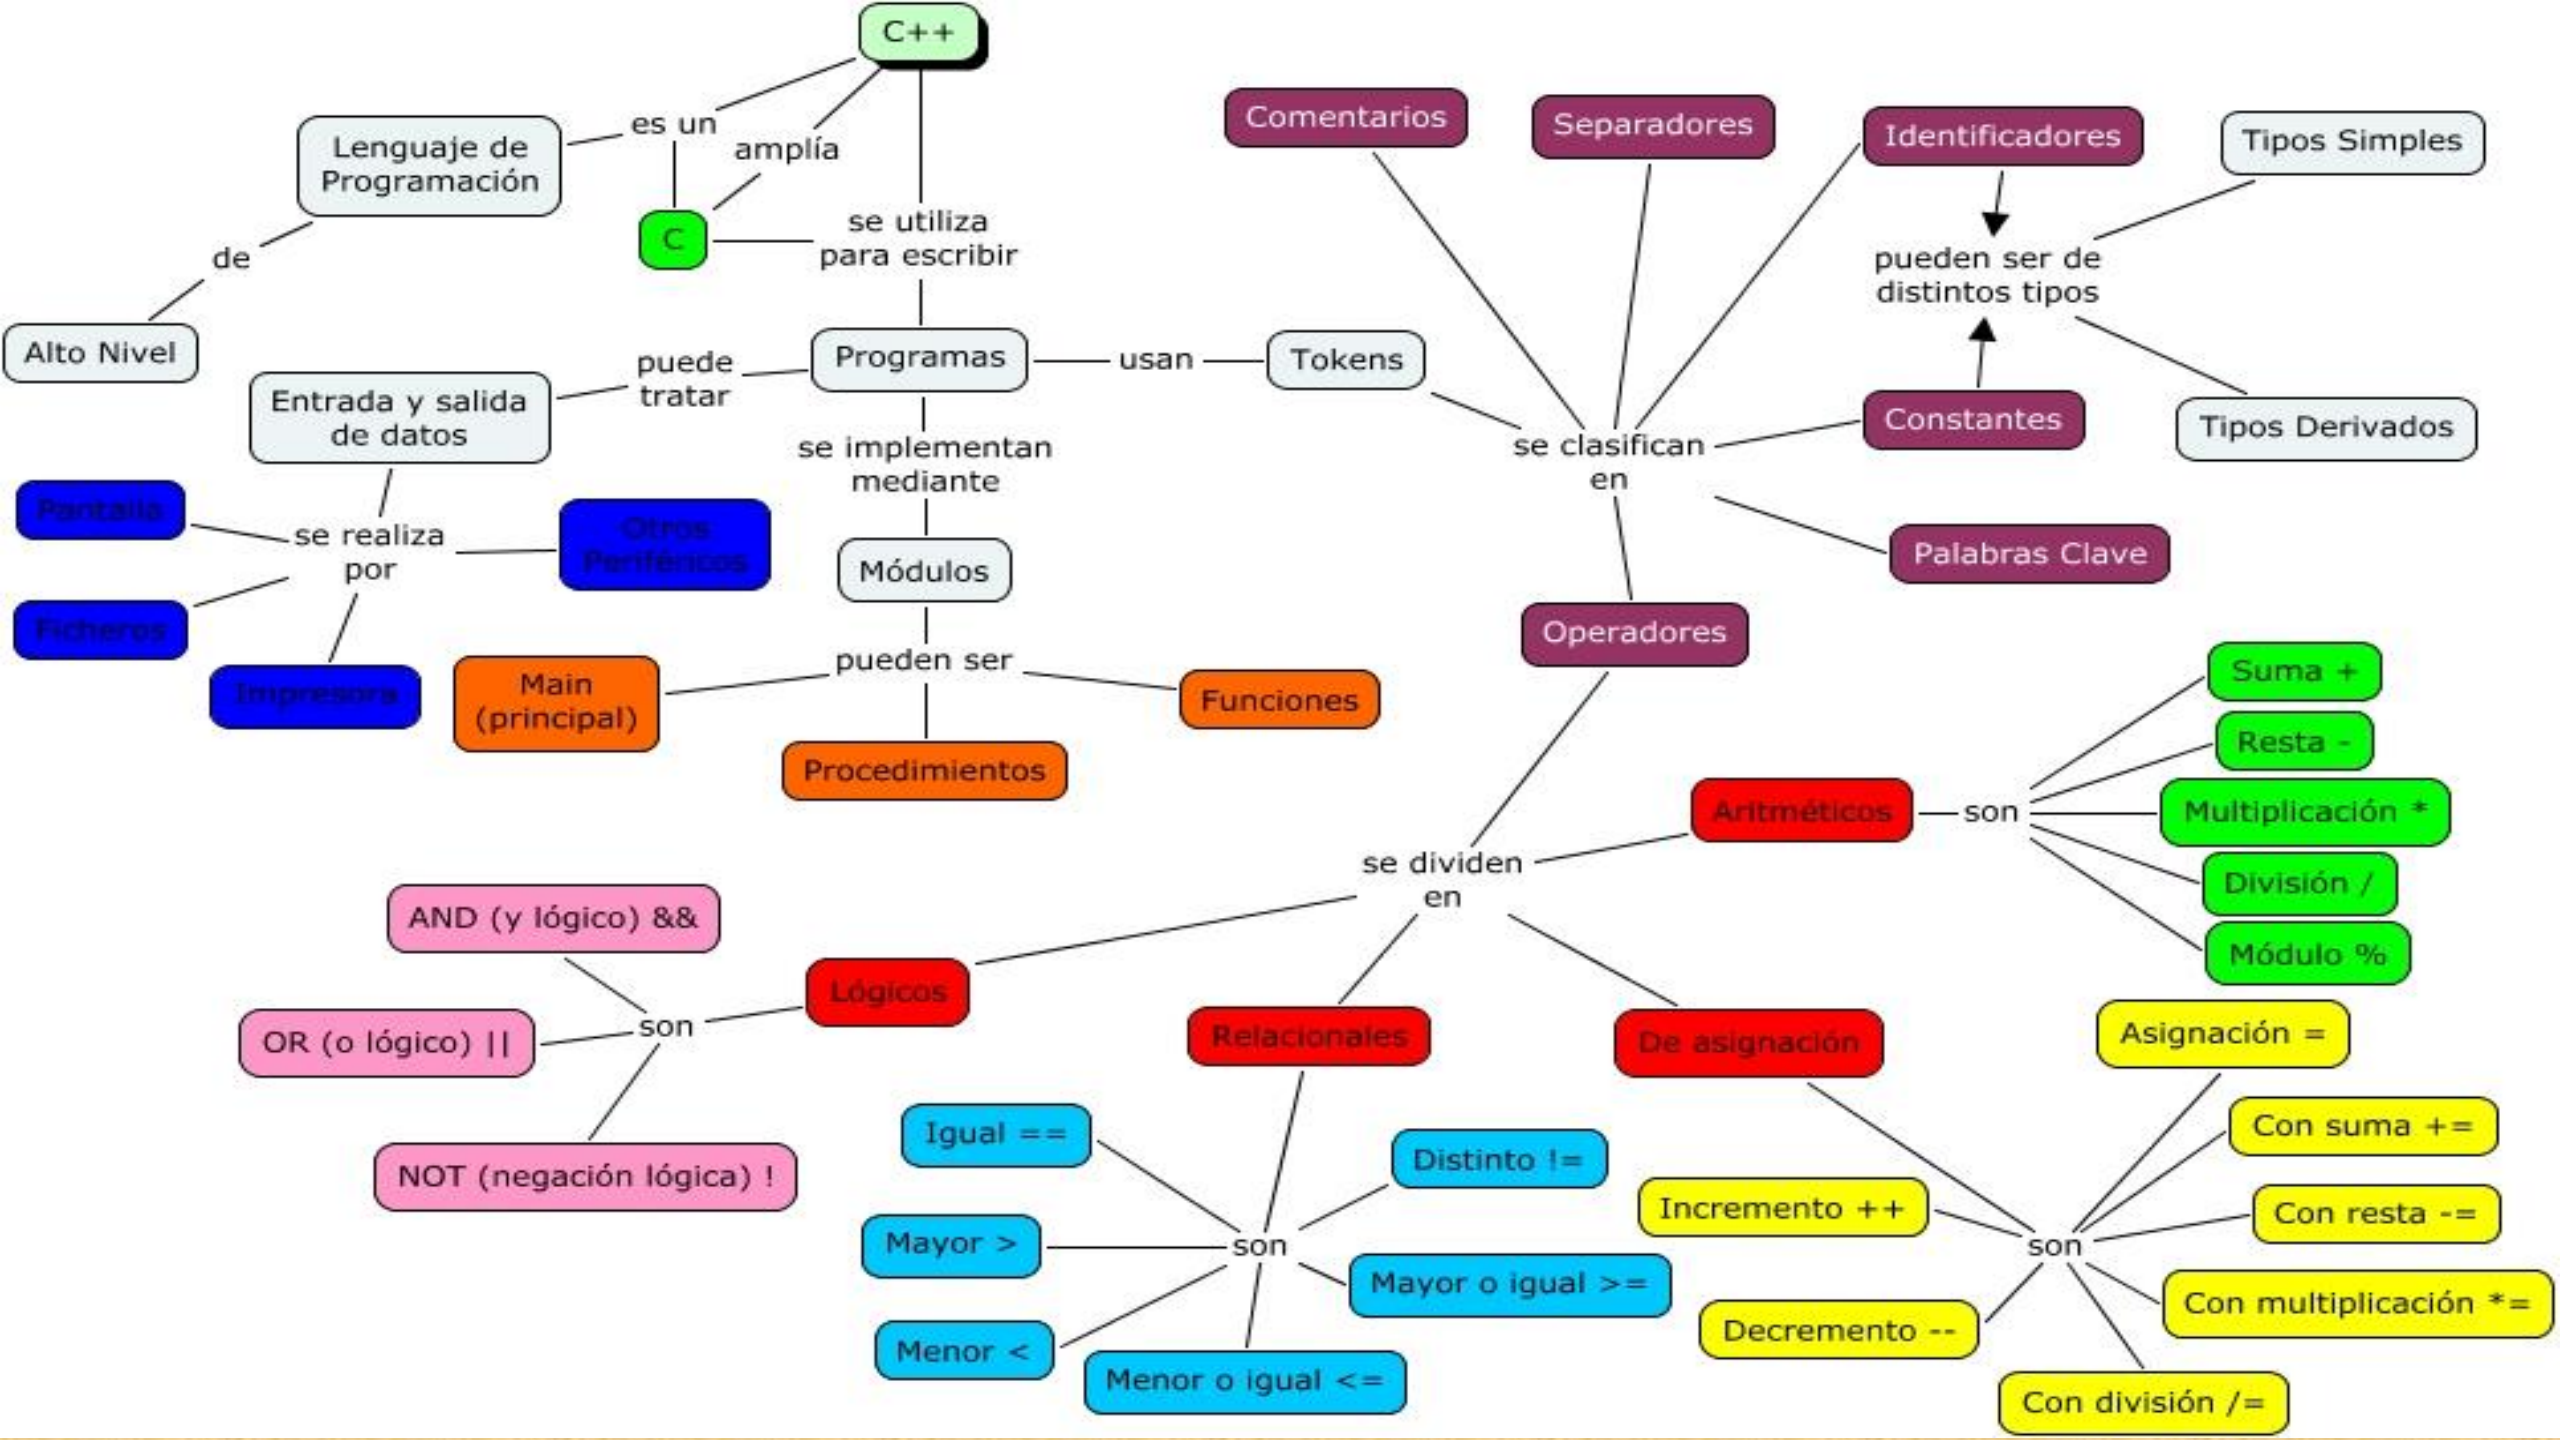 C++
es un
amplía
Lenguaje de
Programación
de
Alto Nivel
C
se utiliza
para escribir
Programas
puede
tratar
Entrada y salida
de datos
se realiza
por
Pantalla
Ficheros
Impresora
Otros
Periféricos
se implementan
mediante
Módulos
pueden ser
Main
(principal)
Procedimientos
Funciones
usan
Tokens
se clasifican
en
Comentarios
Separadores
Identificadores
pueden ser de
distintos tipos
Tipos Simples
Tipos Derivados
Constantes
Palabras Clave
Operadores
se dividen
en
Aritméticos
son
Suma +
Resta -
Multiplicación *
División /
Módulo %
Lógicos
son
AND (y lógico) &&
OR (o lógico) ||
NOT (negación lógica) !
Relacionales
son
Igual ==
Mayor >
Menor <
Menor o igual <=
Mayor o igual >=
Distinto !=
De asignación
son
Asignación =
Con suma +=
Con resta -=
Con multiplicación *=
Con división /=
Decremento --
Incremento ++